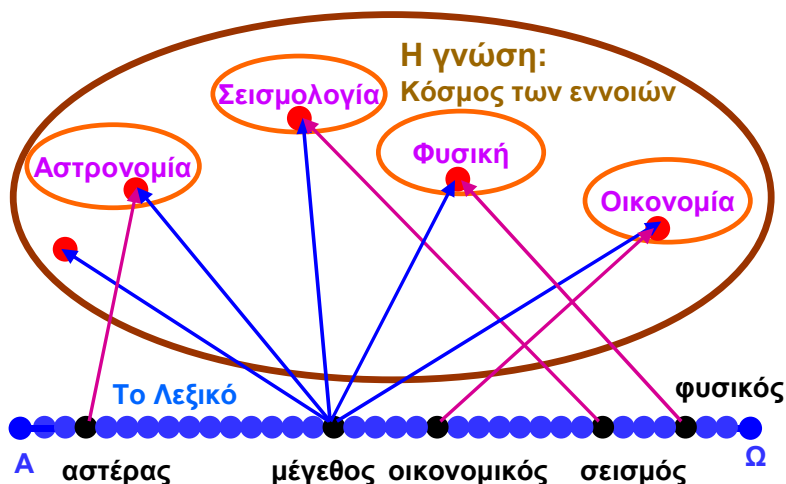 Η γνώση:
Κόσμος των εννοιών
Σεισμολογία
Φυσική
Αστρονομία
Οικονομία
Το Λεξικό
φυσικός
Α
Ω
αστέρας
μέγεθος
οικονομικός
σεισμός